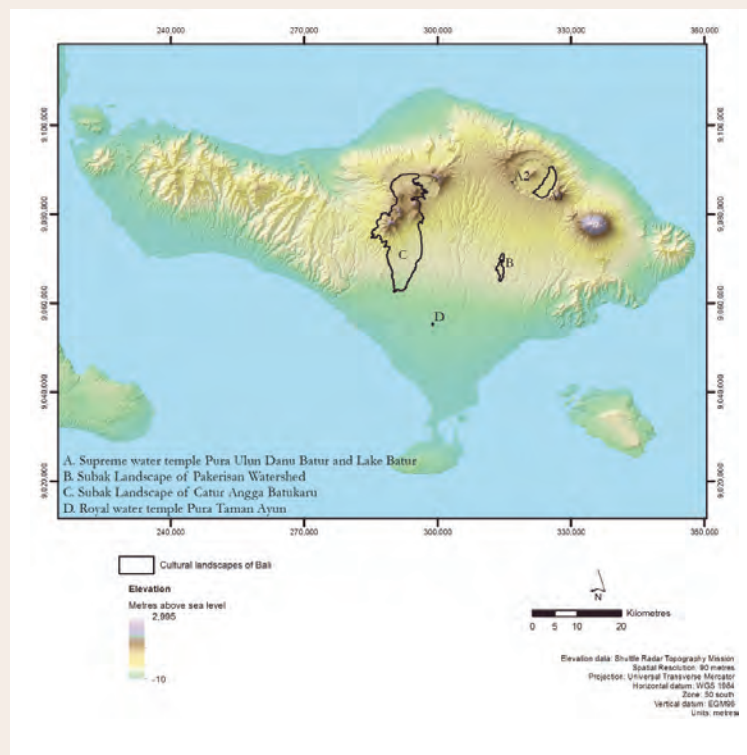 240,000 270,000 300,000 330,000 360,000
9,100,000 9,100,000
9,080,000 9,080,000
9,060,000 9,060,000
9,040,000 9,040,000
9,020,000 9,020,000
A2
C
B
D
A. Supreme water temple Pura Ulun Danu Batur and Lake Batur
B. Subak Landscape of Pakerisan Watershed
C. Subak Landscape of Catur Angga Batukaru
D. Royal water temple Pura Taman Ayun
240,000 270,000 300,000 330,000 360,000
Cultural landscapes of Bali
Elevation
Metres above sea level
2,995
-10
N
Kilometres
0 5 10 20
Elevation data: Shuttle Radar Topography Mission
Spatial Resolution: 90 metres
Projection: Universal Transverse Mercator
Horizontal datum: WGS 1984
Zone: 50 south
Vertical datum: EGM96
Units: metres